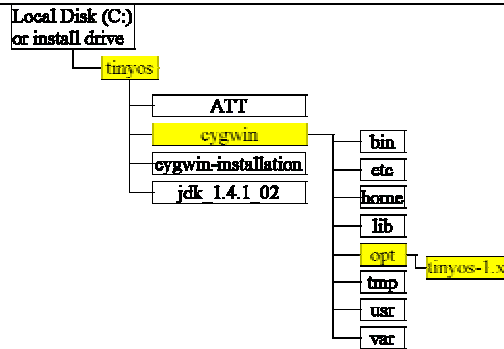 Local Disk (C:)
or install drive
tinyos
ATT
cygwin
cygwin-installation
jdk_1.4.1_02
bin
etc
home
lib
opt
tinyos-1.x
tmp
usr
var